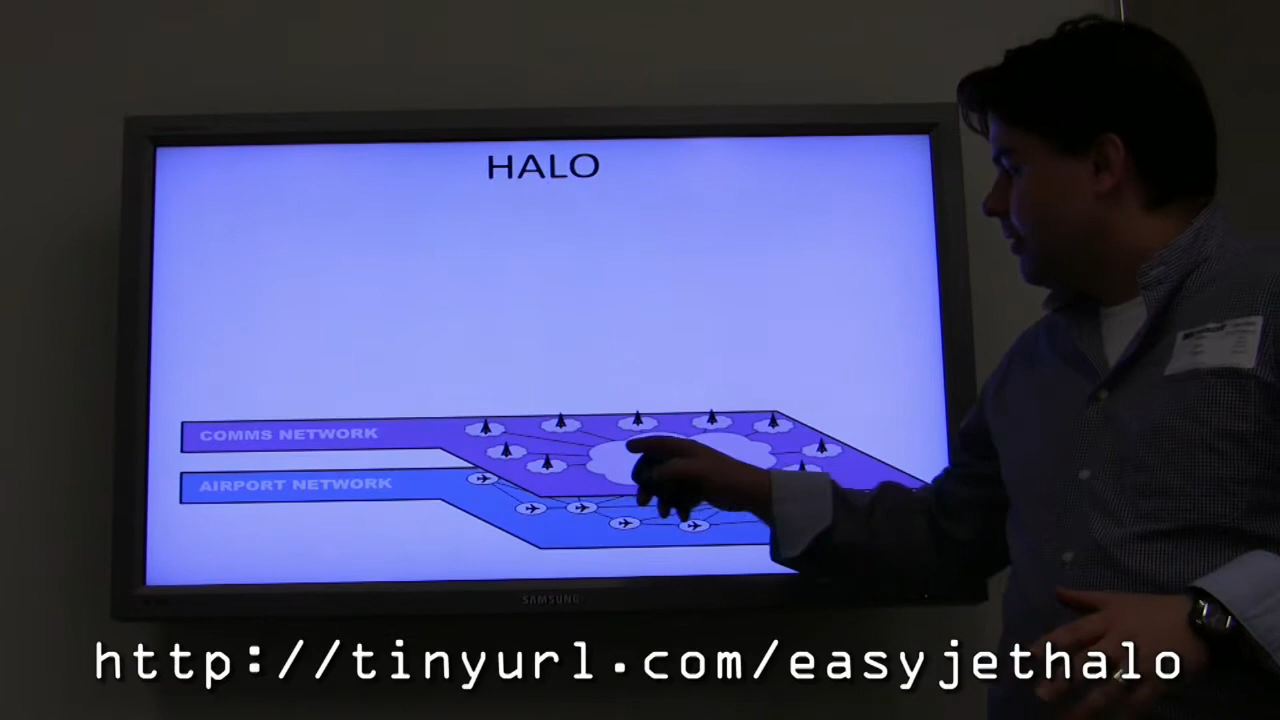 HALO
COMMS NETWORK
AIRPORT NETWORK
SAMSUNG
http://tinyurl.com/easyjethalo